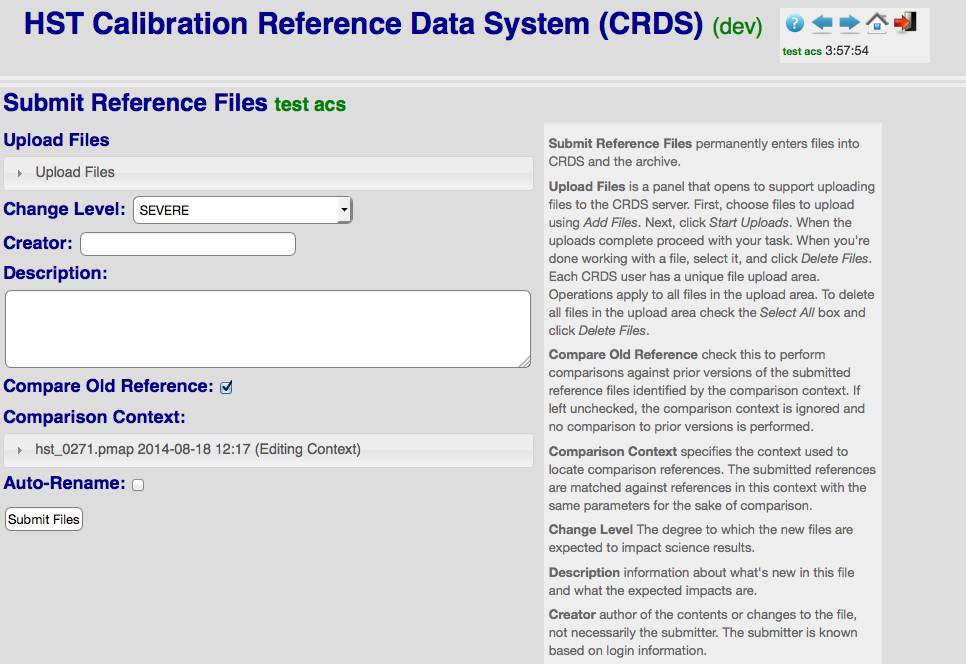 HST Calibration Reference Data System (CRDS) (dev)
?
test acs 3:57:54
Submit Reference Files test acs
Upload Files
Upload Files
Change Level: SEVERE
Creator:
Description:
Compare Old Reference:
Comparison Context:
hst_0271.pmap 2014-08-18 12:17 (Editing Context)
Auto-Rename:
Submit Files
Submit Reference Files permanently enters files into
CRDS and the archive.
Upload Files is a panel that opens to support uploading
files to the CRDS server. First, choose files to upload
using Add Files. Next, click Start Uploads. When the
uploads complete proceed with your task. When you're
done working with a file, select it, and click Delete Files.
Each CRDS user has a unique file upload area.
Operations apply to all files in the upload area. To delete
all files in the upload area check the Select All box and
click Delete Files.
Compare Old Reference check this to perform
comparisons against prior versions of the submitted
reference files identified by the comparison context. If
left unchecked, the comparison context is ignored and
no comparison to prior versions is performed.
Comparison Context specifies the context used to
locate comparison references. The submitted references
are matched against references in this context with the
same parameters for the sake of comparison.
Change Level The degree to which the new files are
expected to impact science results.
Description information about what's new in this file
and what the expected impacts are.
Creator author of the contents or changes to the file,
not necessarily the submitter. The submitter is known
based on login information.